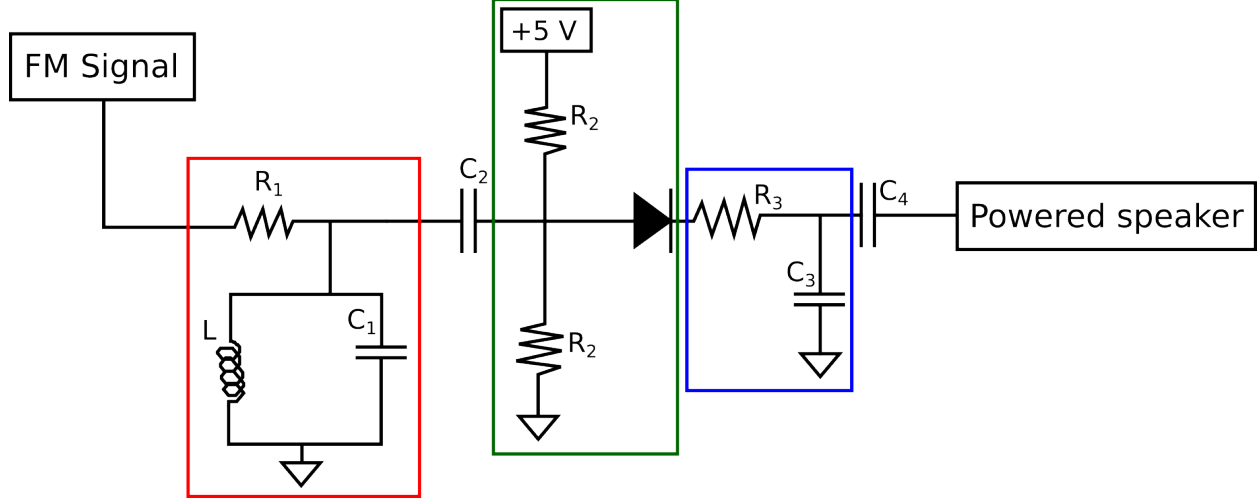 +5 V
FM Signal
R₂
R₁
C₂
R₃
C₄
Powered speaker
C₃
L
C₁
R₂